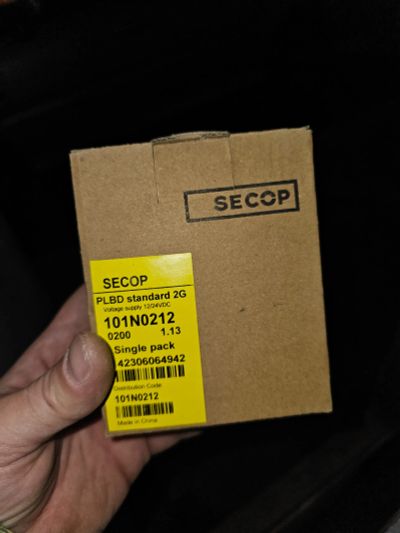 SECOP
SECOP
PLBD standard 2G
Voltage supply 12/24VDC
101N0212
0200 1.13
Single pack
42306064942
Distribution Code
101N0212
Made in China